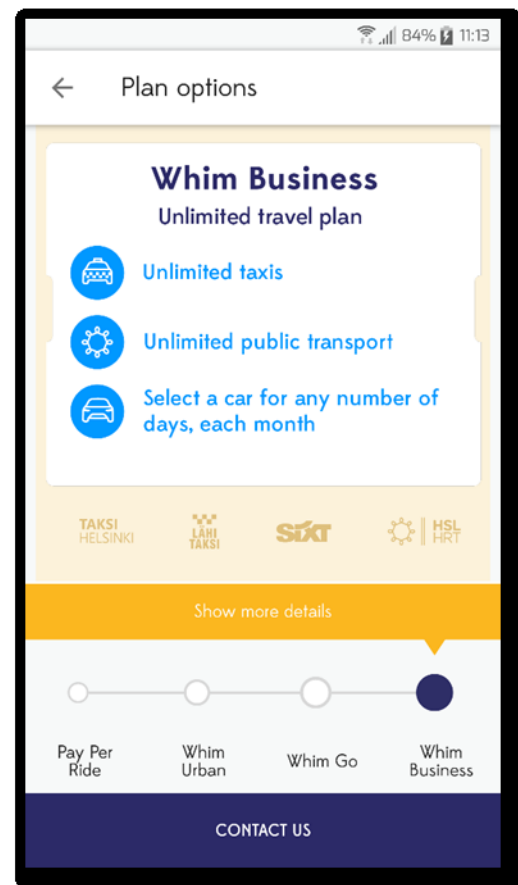 84% 11:13
Plan options
Whim Business
Unlimited travel plan
Unlimited taxis
Unlimited public transport
Select a car for any number of
days, each month
TAKSI
HELSINKI
LÄHI
TAKSI
SIXT
HSL
HRT
Show more details
Pay Per
Ride
Whim
Urban
Whim Go
Whim
Business
CONTACT US